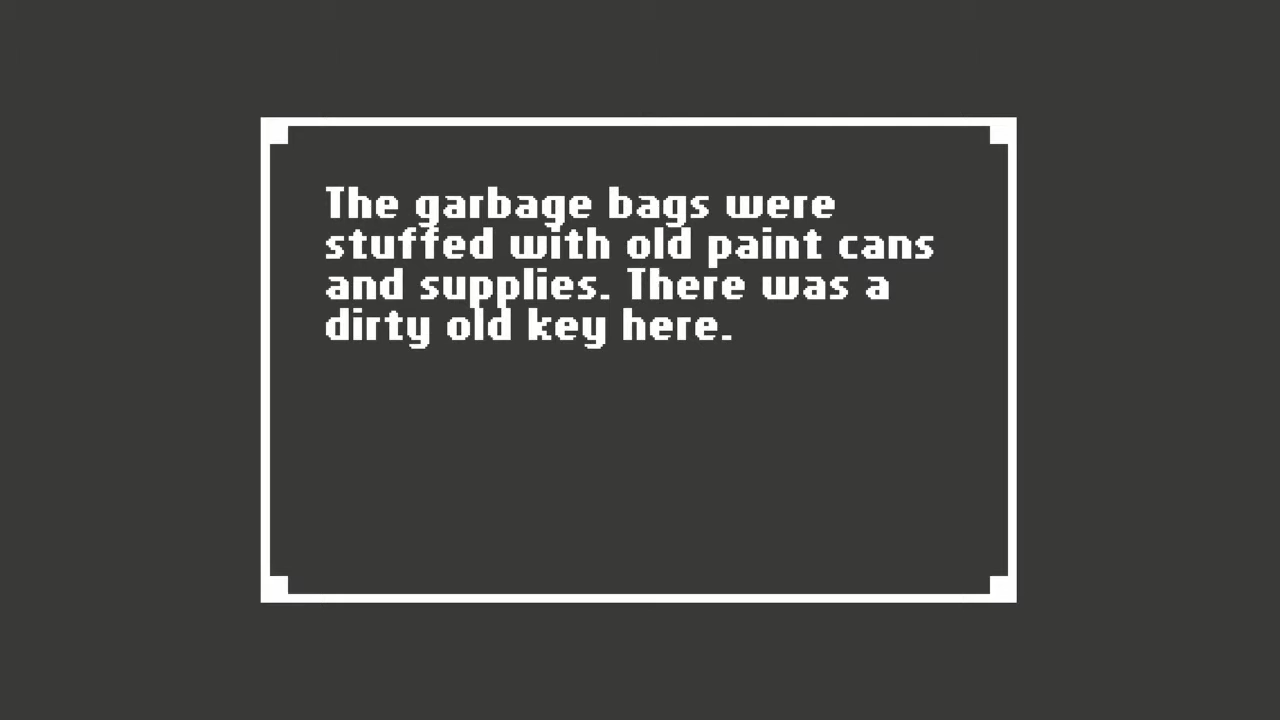 The garbage bags were
stuffed with old paint cans
and supplies. There was a
dirty old key here.